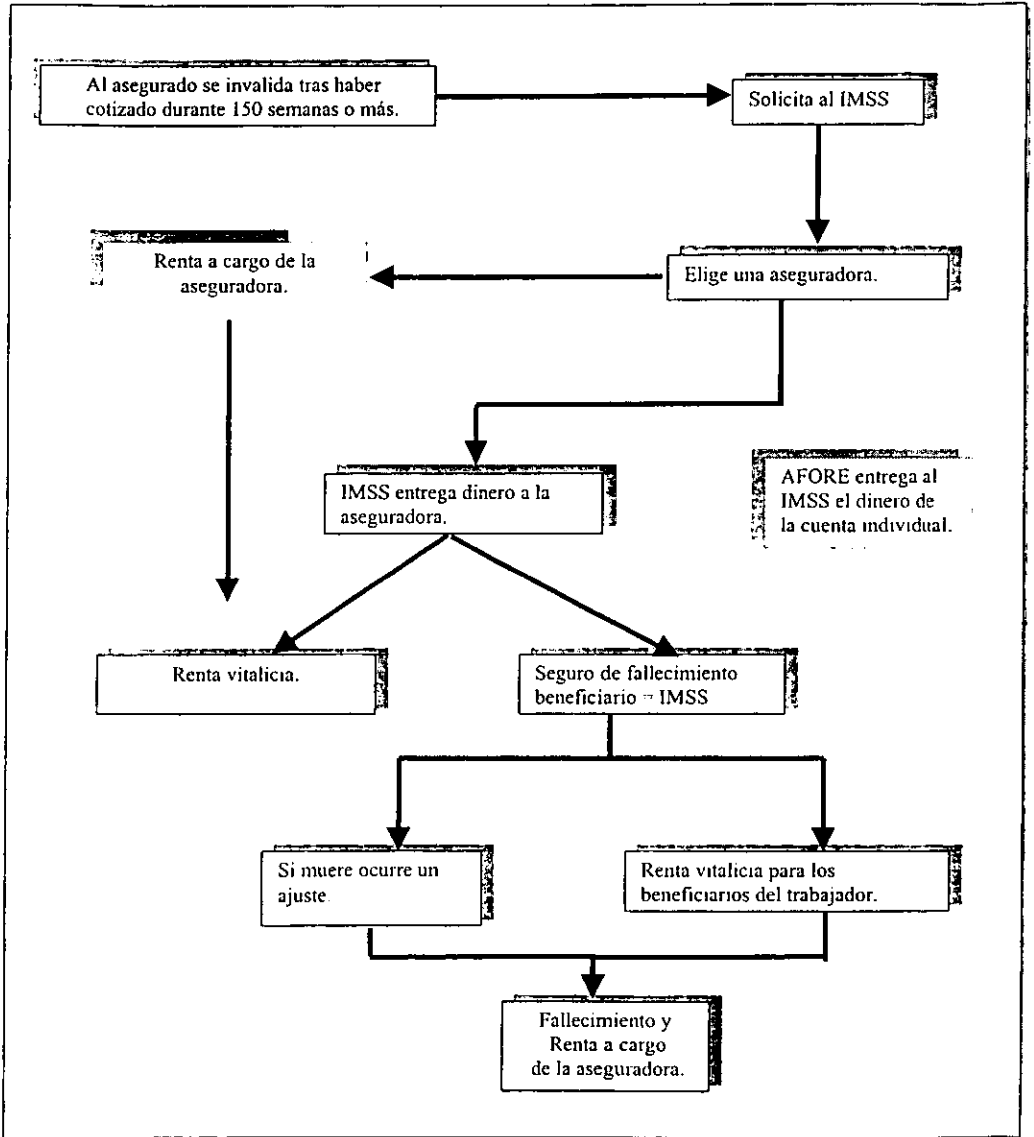 Al asegurado se invalida tras haber
cotizado durante 150 semanas o más.
Solicita al IMSS
Renta a cargo de la
aseguradora.
Elige una aseguradora.
IMSS entrega dinero a la
aseguradora.
AFORE entrega al
IMSS el dinero de
la cuenta individual.
Renta vitalicia.
Seguro de fallecimiento
beneficiario = IMSS
Si muere ocurre un
ajuste.
Renta vitalicia para los
beneficiarios del trabajador.
Fallecimiento y
Renta a cargo
de la aseguradora.